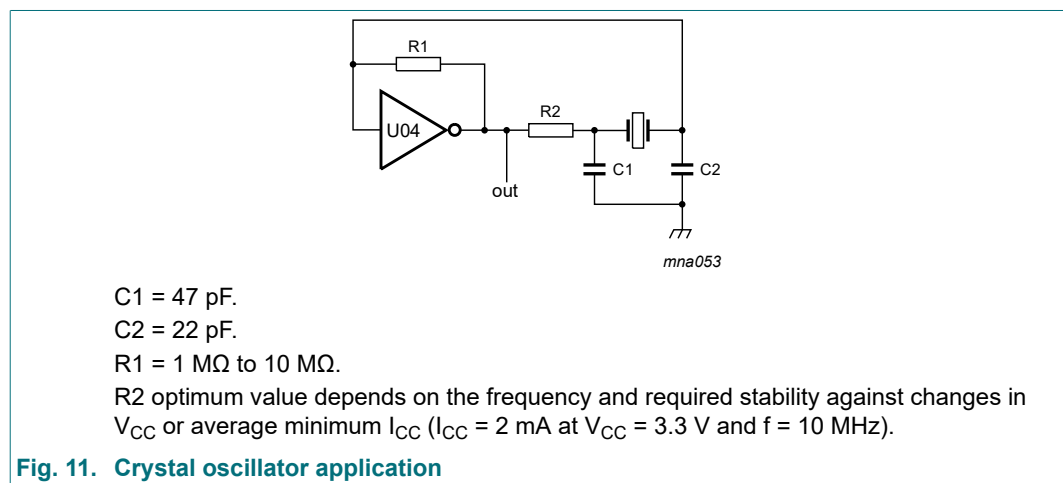 R1
R2
U04
C1
C2
out
mna053
C1 = 47 pF.
C2 = 22 pF.
R1 = 1 MΩ to 10 MΩ.
R2 optimum value depends on the frequency and required stability against changes in
VCC or average minimum ICC (ICC = 2 mA at VCC = 3.3 V and f = 10 MHz).
Fig. 11. Crystal oscillator application